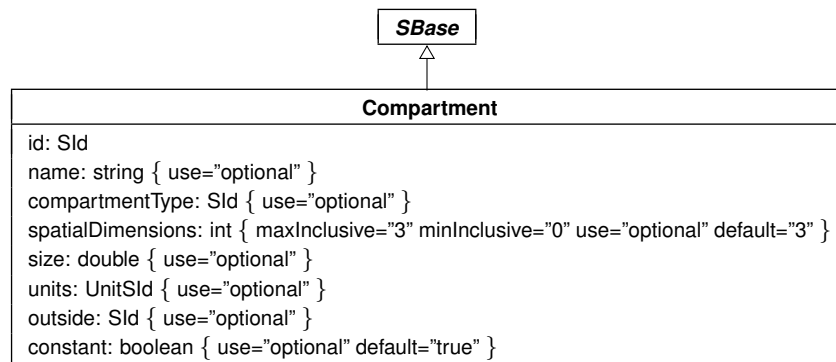 SBase
Compartment
id: SId
name: string { use=”optional” }
compartmentType: SId { use=”optional” }
spatialDimensions: int { maxInclusive=”3” minInclusive=”0” use=”optional” default=”3” }
size: double { use=”optional” }
units: UnitSId { use=”optional” }
outside: SId { use=”optional” }
constant: boolean { use=”optional” default=”true” }